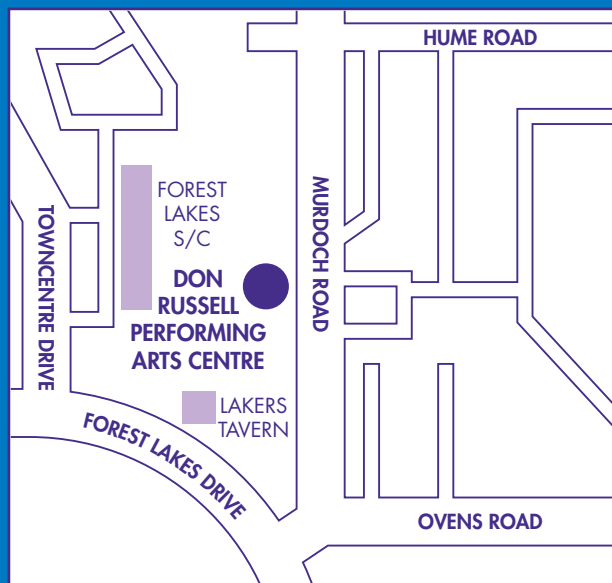 HUME ROAD
FOREST
LAKES
S/C
MURDOCH ROAD
TOWNCENTRE DRIVE
DON
RUSSELL
PERFORMING
ARTS CENTRE
LAKERS
TAVERN
FOREST LAKES DRIVE
OVENS ROAD